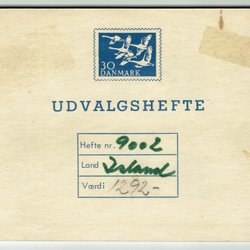 30
DANMARK
UDVALGSHEFTE
Hefte nr. 9002
Land Island
Værdi 1292-